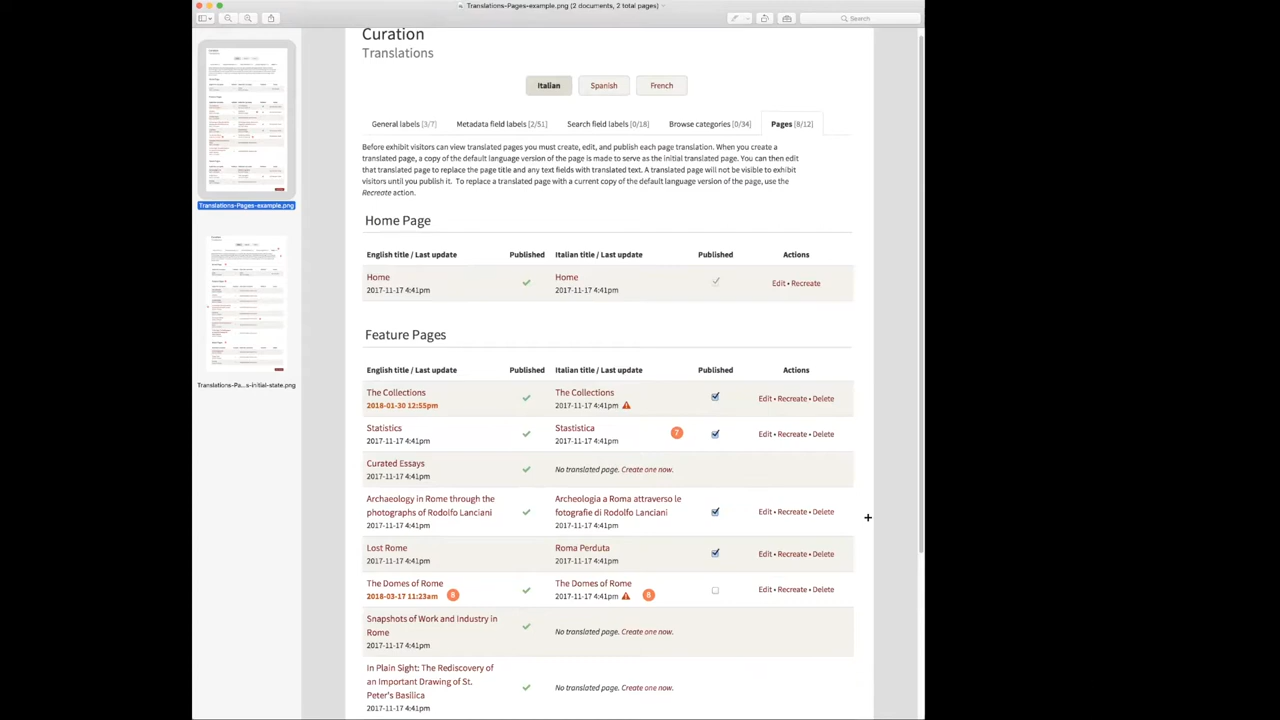 Translations-Pages-example.png (2 documents, 2 total pages)
Search
Translations-Pages-example.png
Translations-Pa...s-initial-state.png
Curation
Translations
Italian Spanish French
General labels [3/7] Metadata field labels [2/51] Search field labels [0/18] Browse categories [0/34] Pages [8/12]
Before exhibit visitors can view translated pages you must create, edit, and publish each page translation. When you create a
translated page, a copy of the default language version of the page is made to serve as the initial translated page. You can then edit
that translated page to replace the page title and any text fields with translated text. A translated page will not be visible to exhibit
visitors until you publish it. To replace a translated page with a current copy of the default language version of the page, use the
Recreate action.
Home Page
English title / Last update Published Italian title / Last update Published Actions
Home Home Edit • Recreate
2017-11-17 4:41pm 2017-11-17 4:41pm
Feature Pages
English title / Last update Published Italian title / Last update Published Actions
The Collections The Collections Edit • Recreate • Delete
2018-01-30 12:55pm 2017-11-17 4:41pm
Statistics Stastistica 7 Edit • Recreate • Delete
2017-11-17 4:41pm 2017-11-17 4:41pm
Curated Essays No translated page. Create one now.
2017-11-17 4:41pm
Archaeology in Rome through the Archeologia a Roma attraverso le
photographs of Rodolfo Lanciani fotografie di Rodolfo Lanciani Edit • Recreate • Delete
2017-11-17 4:41pm 2017-11-17 4:41pm
Lost Rome Roma Perduta Edit • Recreate • Delete
2017-11-17 4:41pm 2017-11-17 4:41pm
The Domes of Rome The Domes of Rome Edit • Recreate • Delete
2018-03-17 11:23am 8 2017-11-17 4:41pm 8
Snapshots of Work and Industry in
Rome No translated page. Create one now.
2017-11-17 4:41pm
In Plain Sight: The Rediscovery of
an Important Drawing of St. No translated page. Create one now.
Peter's Basilica
2017-11-17 4:41pm